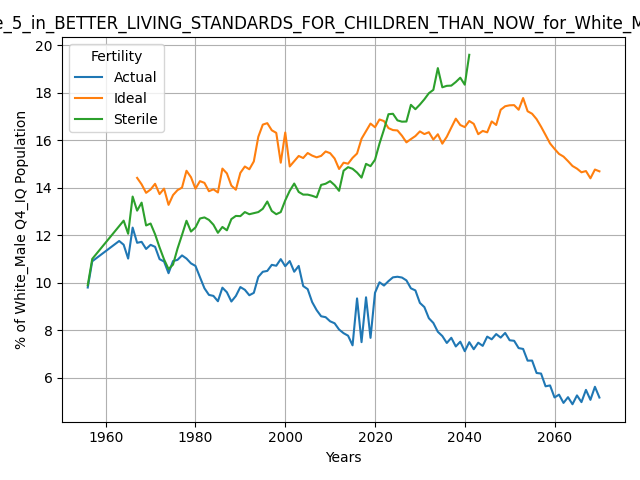 e_5_in_BETTER_LIVING_STANDARDS_FOR_CHILDREN_THAN_NOW_for_White_M
20
18
16
14
12
10
8
6
% of White_Male Q4_IQ Population
Fertility
Actual
Ideal
Sterile
1960 1980 2000 2020 2040 2060
Years